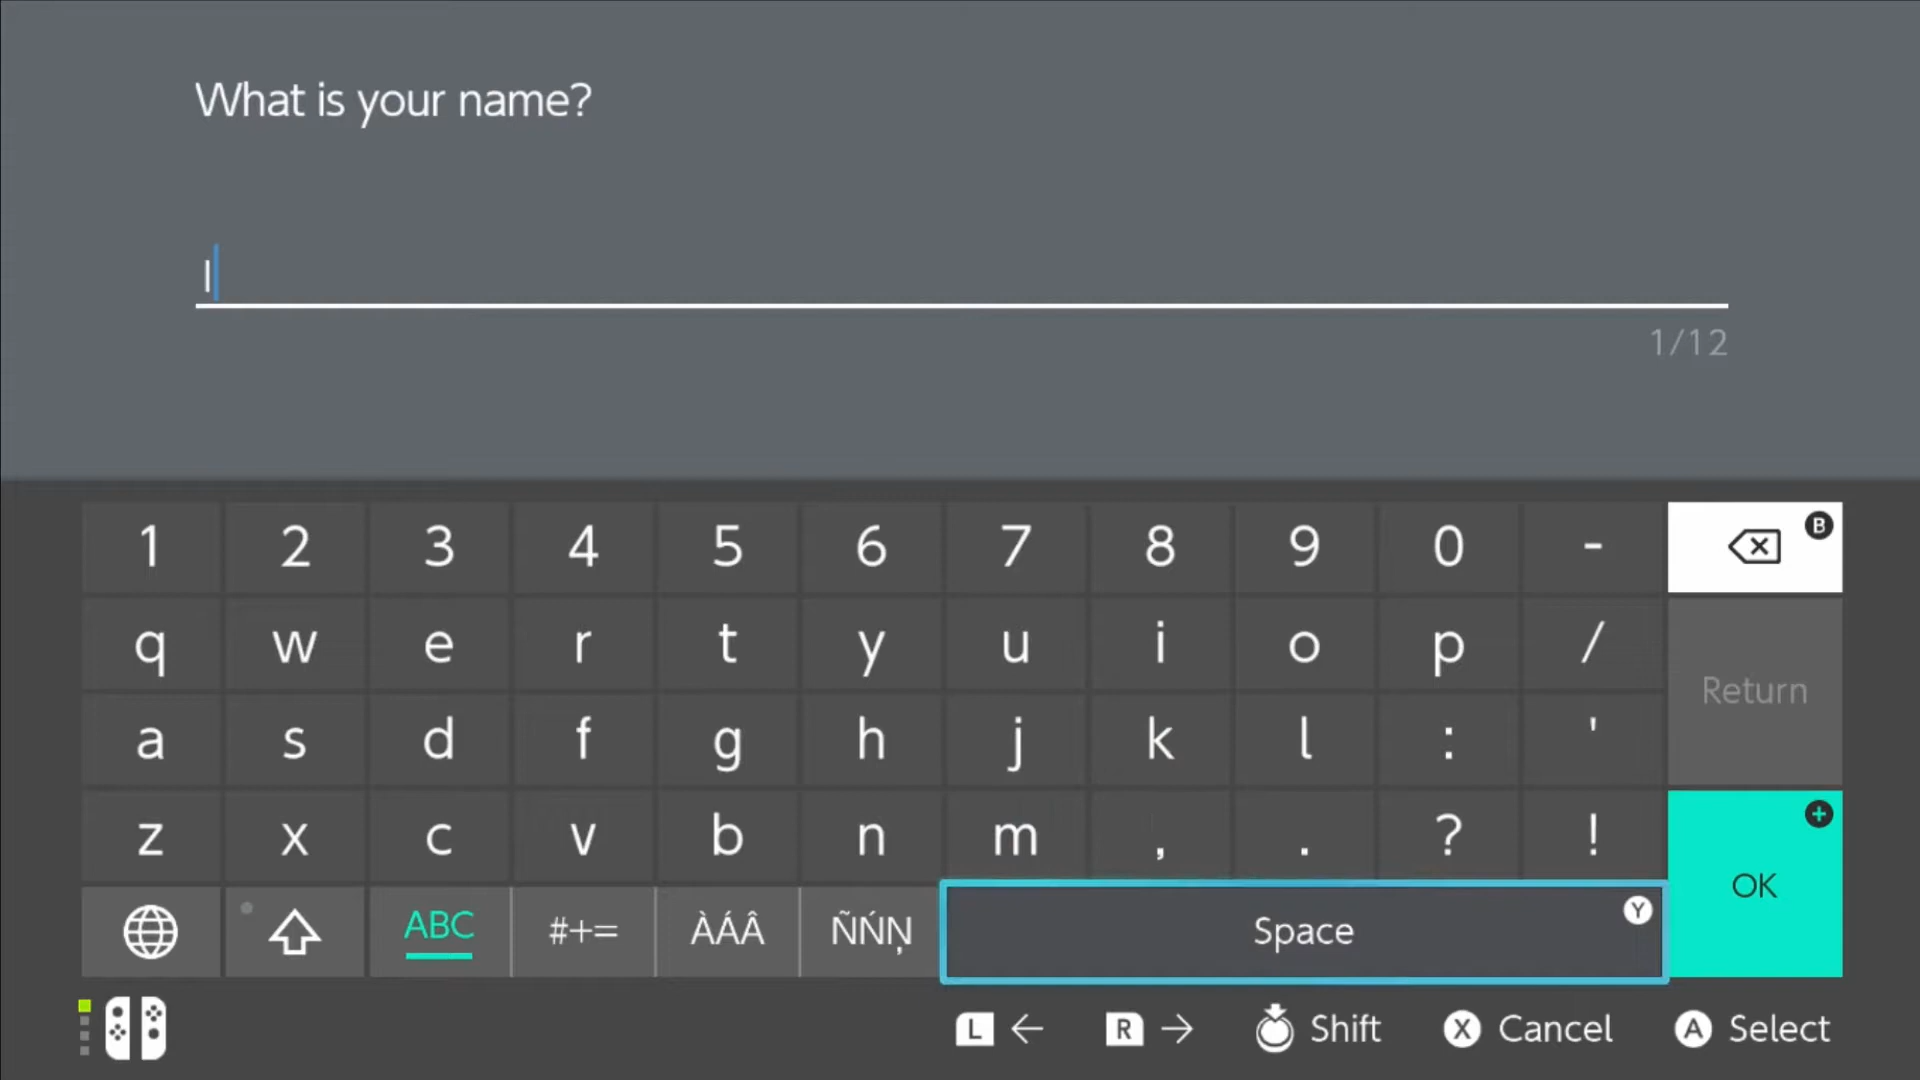 What is your name?
I
1/12
1 2 3 4 5 6 7 8 9 0 - B
q w e r t y u i o p / Return
a s d f g h j k l : '
z x c v b n m , . ? ! + OK
ABC #+= ÀÁÂ ÑŃŅ Space Y
L ← R → Shift X Cancel A Select